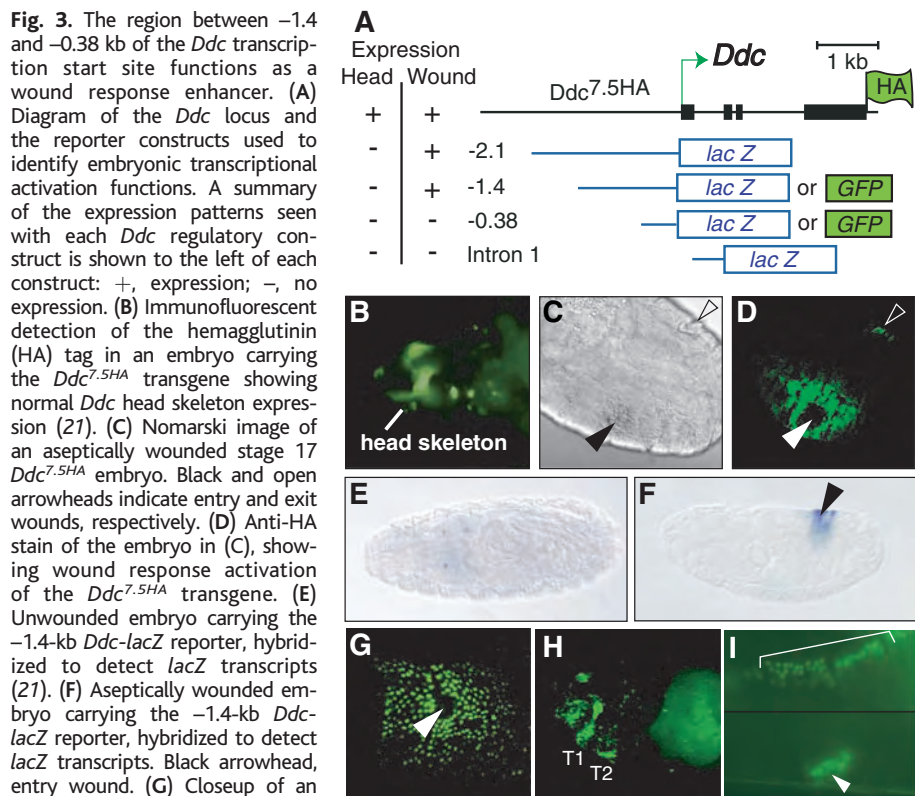 Fig. 3. The region between –1.4
and –0.38 kb of the Ddc transcrip-
tion start site functions as a
wound response enhancer. (A)
Diagram of the Ddc locus and
the reporter constructs used to
identify embryonic transcriptional
activation functions. A summary
of the expression patterns seen
with each Ddc regulatory con-
struct is shown to the left of each
construct: +, expression; –, no
expression. (B) Immunofluorescent
detection of the hemagglutinin
(HA) tag in an embryo carrying
the Ddc7.5HA transgene showing
normal Ddc head skeleton expres-
sion (21). (C) Nomarski image of
an aseptically wounded stage 17
Ddc7.5HA embryo. Black and open
arrowheads indicate entry and exit
wounds, respectively. (D) Anti-HA
stain of the embryo in (C), show-
ing wound response activation
of the Ddc7.5HA transgene. (E)
Unwounded embryo carrying the
–1.4-kb Ddc-lacZ reporter, hybrid-
ized to detect lacZ transcripts
(21). (F) Aseptically wounded em-
bryo carrying the –1.4-kb Ddc-
lacZ reporter, hybridized to detect
lacZ transcripts. Black arrowhead,
entry wound. (G) Closeup of an
A
Expression
Head Wound
Ddc7.5HA
Ddc
1 kb
HA
+ +
- + -2.1 lac Z
- + -1.4 lac Z or GFP
- - -0.38 lac Z or GFP
- - Intron 1 lac Z
B
head skeleton
C
D
E
F
G
H
T1
T2
I